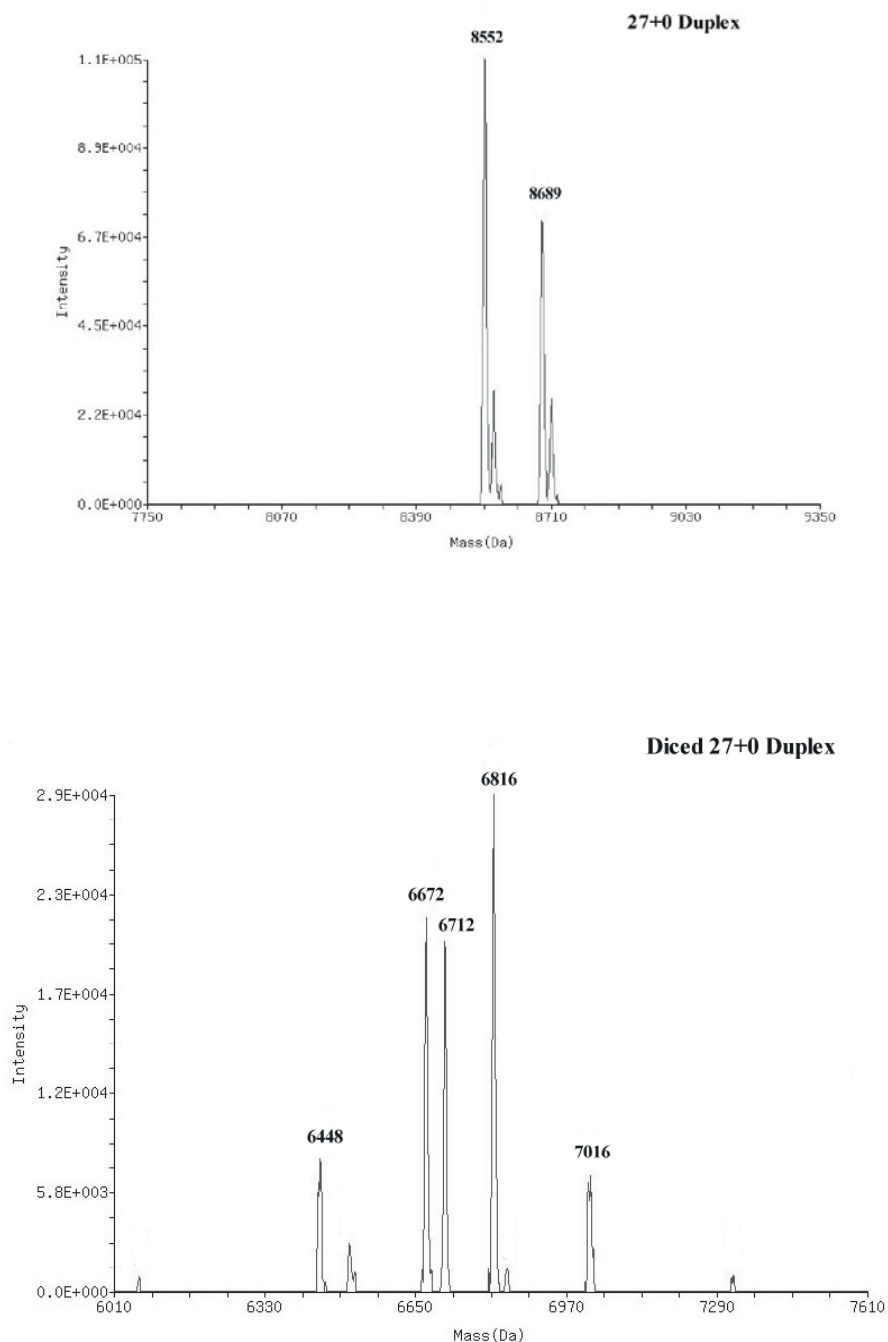 27+0 Duplex
8552
1.1E+005
8.9E+004
8689
6.7E+004
Intensity
4.5E+004
2.2E+004
0.0E+000
7750 8070 8390 8710 9030 9350
Mass(Da)
Diced 27+0 Duplex
6816
2.9E+004
6672
2.3E+004
6712
1.7E+004
Intensity
1.2E+004
6448
7016
5.8E+003
0.0E+000
6010 6330 6650 6970 7290 7610
Mass(Da)